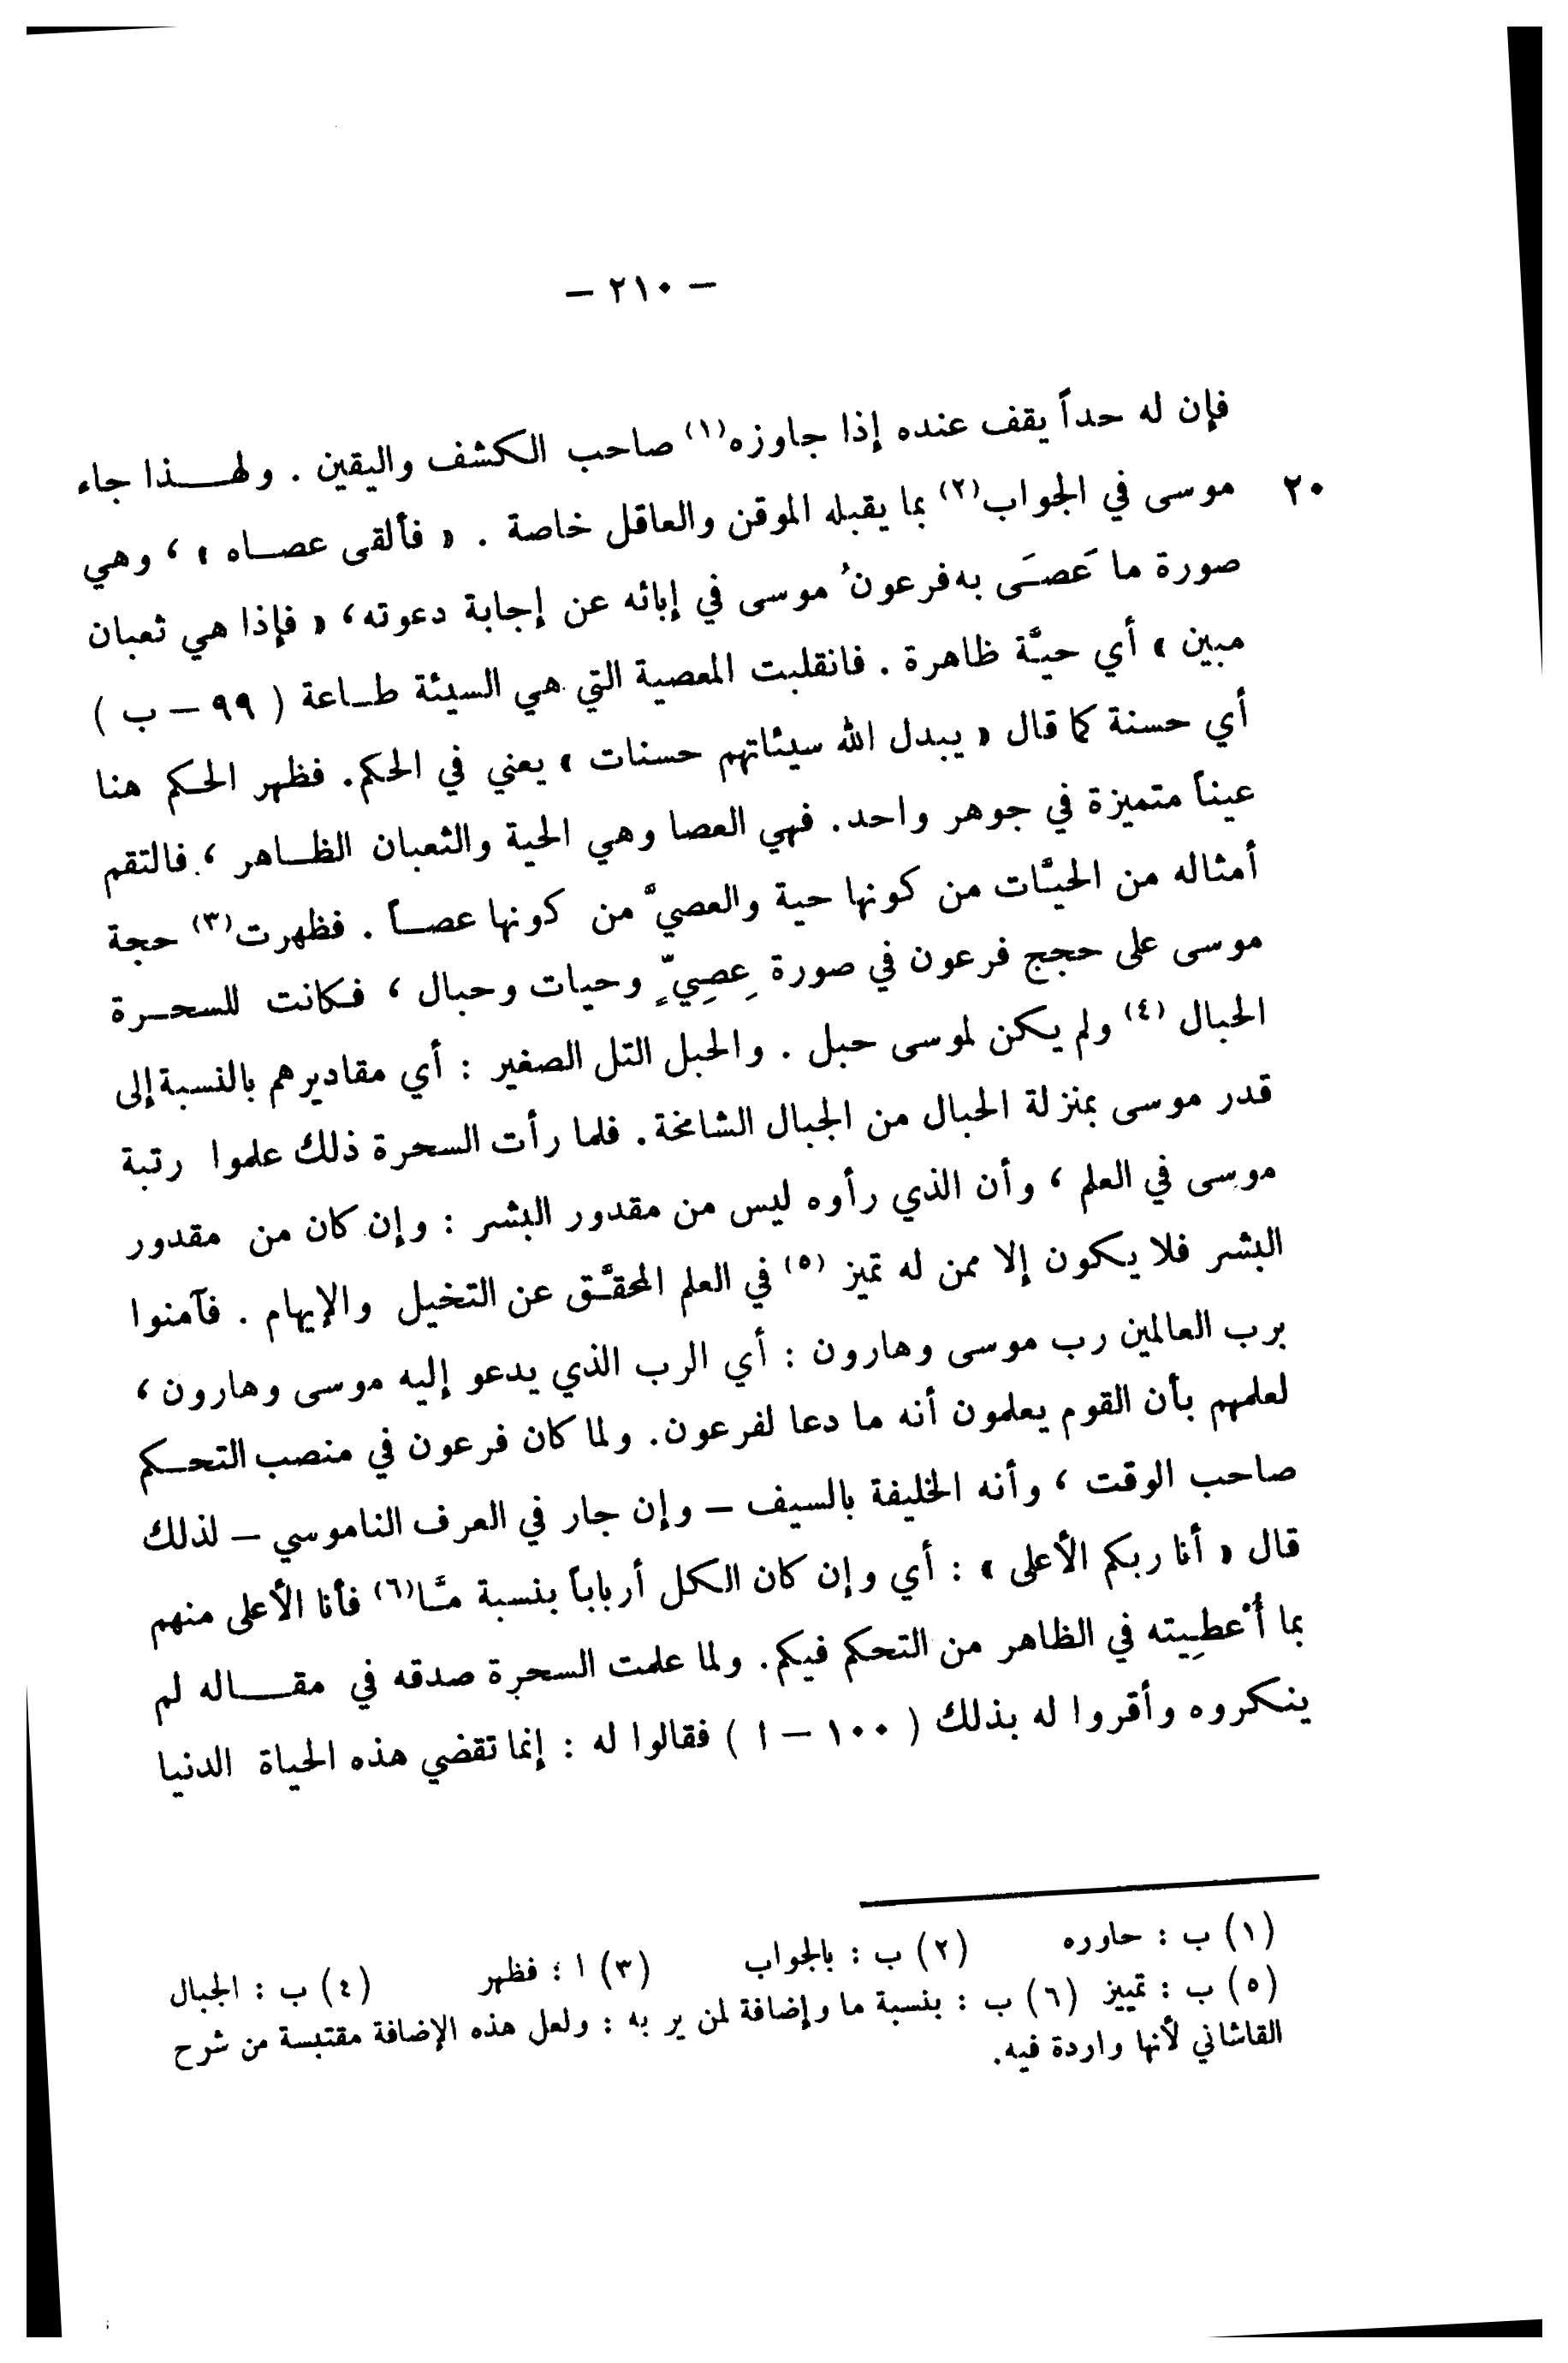 — ٢١٠ —
فإن له حداً يقف عنده إذا جاوزه(١) صاحب الكشف واليقين . ولهـــذا جاء
٢٠ موسى في الجواب(٢) بما يقبله الموقن والعاقل خاصة . « فألقى عصـاه » ، وهي
صورة ما عَصَى به فرعونُ موسى في إبائه عن إجابة دعوته، « فإذا هي ثعبان
مبين » أي حيَّة ظاهرة . فانقلبت المعصية التي هي السيئة طـاعة ( ٩٩ — ب )
أي حسنة كما قال « يبدل الله سيئاتهم حسنات » يعني في الحكم. فظهر الحكم هنا
عيناً متميزة في جوهر واحد. فهي العصا وهي الحية والثعبان الظـاهر ، فالتقم
أمثاله من الحيَّات من كونها حية والعصيَّ من كونها عصـاً . فظهرت(٣) حجة
موسى على حجج فرعون في صورة عِصِيٍّ وحيات وحبال ، فكانت للسحـرة
الحبال (٤) ولم يكن لموسى حبل . والحبل التل الصغير : أي مقاديرهم بالنسبة إلى
قدر موسى بمنزلة الحبال من الجبال الشامخة. فلما رأت السحرة ذلك علموا رتبة
موسى في العلم ، وأن الذي رأوه ليس من مقدور البشر : وإن كان من مقدور
البشر فلا يكون إلا ممن له تميز (٥) في العلم المحقَّق عن التخيل والإيهام . فآمنوا
برب العالمين رب موسى وهارون : أي الرب الذي يدعو إليه موسى وهارون ،
لعلمهم بأن القوم يعلمون أنه ما دعا لفرعون. ولما كان فرعون في منصب التحـكم
صاحب الوقت ، وأنه الخليفة بالسيف — وإن جار في العرف الناموسي — لذلك
قال « أنا ربكم الأعلى » : أي وإن كان الكل أرباباً بنسبة مَّا(٦) فأنا الأعلى منهم
بما أُعْطِيته في الظاهر من التحكم فيكم. ولما علمت السحرة صدقه في مقـــاله لم
ينكروه وأقروا له بذلك ( ١٠٠ — ا ) فقالوا له : إنما تقضي هذه الحياة الدنيا
(١) ب : حاوره (٢) ب : بالجواب (٣) ا : فظهر (٤) ب : الجبال
(٥) ب : تمييز (٦) ب : بنسبة ما وإضافة لمن ير به : ولعل هذه الإضافة مقتبسة من شرح
القاشاني لأنها واردة فيه.